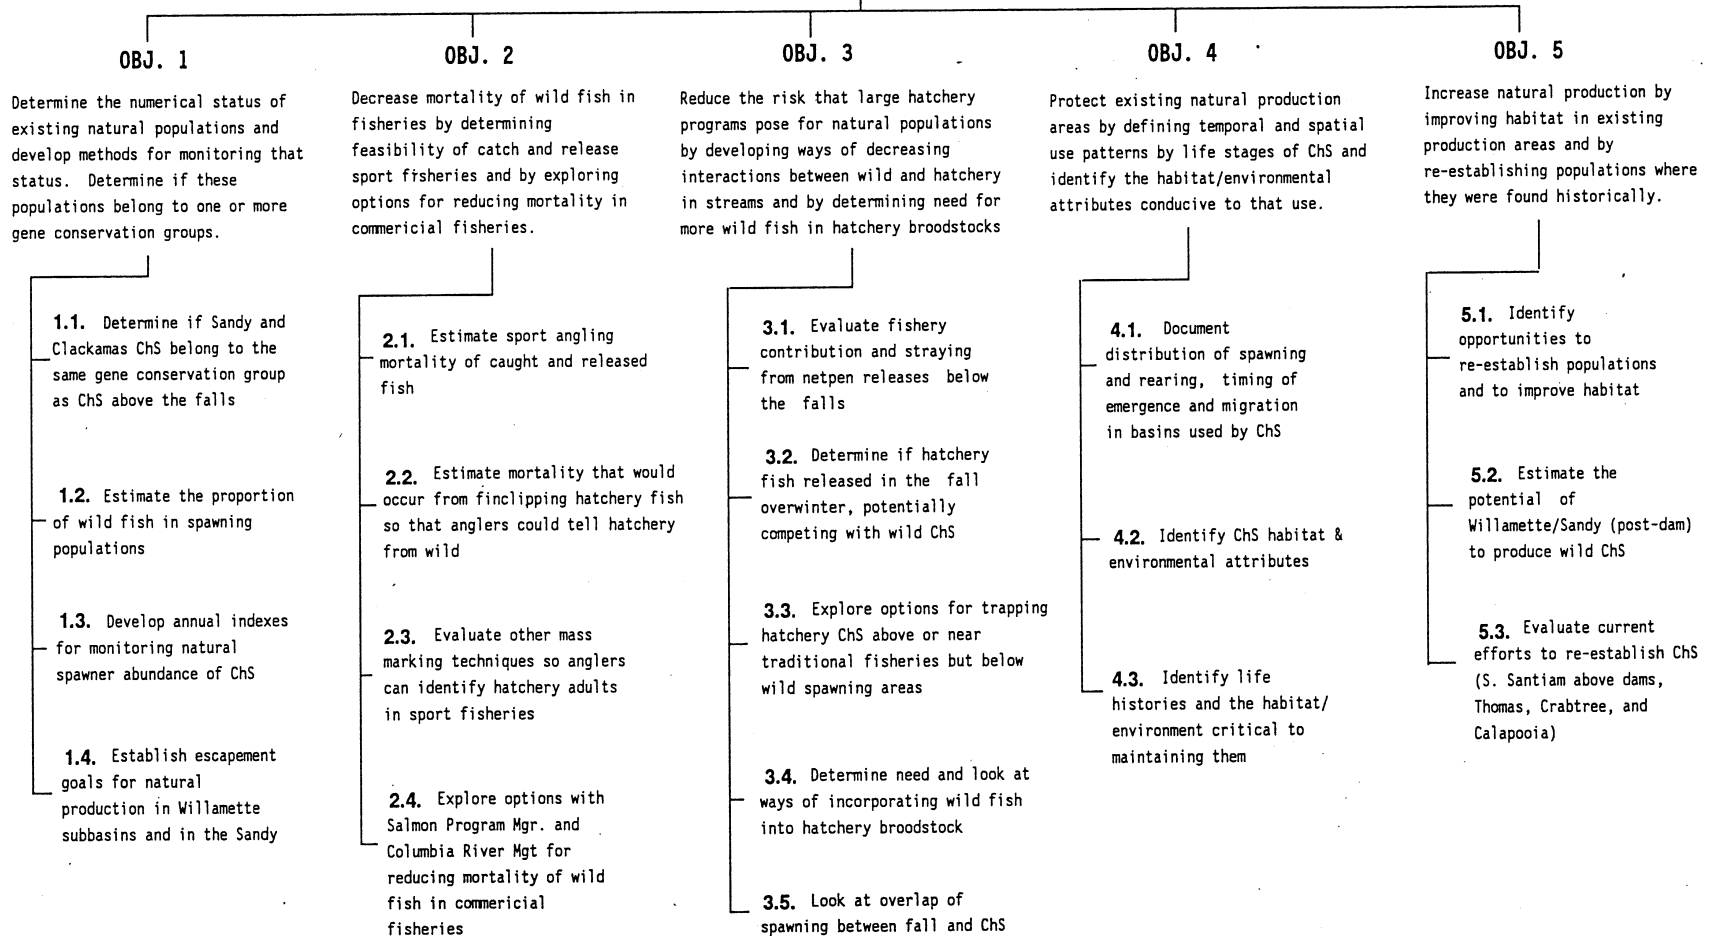 OBJ. 1
Determine the numerical status of
existing natural populations and
develop methods for monitoring that
status. Determine if these
populations belong to one or more
gene conservation groups.
1.1. Determine if Sandy and
Clackamas ChS belong to the
same gene conservation group
as ChS above the falls
1.2. Estimate the proportion
of wild fish in spawning
populations
1.3. Develop annual indexes
for monitoring natural
spawner abundance of ChS
1.4. Establish escapement
goals for natural
production in Willamette
subbasins and in the Sandy
OBJ. 2
Decrease mortality of wild fish in
fisheries by determining
feasibility of catch and release
sport fisheries and by exploring
options for reducing mortality in
commericial fisheries.
2.1. Estimate sport angling
mortality of caught and released
fish
2.2. Estimate mortality that would
occur from finclipping hatchery fish
so that anglers could tell hatchery
from wild
2.3. Evaluate other mass
marking techniques so anglers
can identify hatchery adults
in sport fisheries
2.4. Explore options with
Salmon Program Mgr. and
Columbia River Mgt for
reducing mortality of wild
fish in commericial
fisheries
OBJ. 3
Reduce the risk that large hatchery
programs pose for natural populations
by developing ways of decreasing
interactions between wild and hatchery
in streams and by determining need for
more wild fish in hatchery broodstocks
3.1. Evaluate fishery
contribution and straying
from netpen releases below
the falls
3.2. Determine if hatchery
fish released in the fall
overwinter, potentially
competing with wild ChS
3.3. Explore options for trapping
hatchery ChS above or near
traditional fisheries but below
wild spawning areas
3.4. Determine need and look at
ways of incorporating wild fish
into hatchery broodstock
3.5. Look at overlap of
spawning between fall and ChS
OBJ. 4
Protect existing natural production
areas by defining temporal and spatial
use patterns by life stages of ChS and
identify the habitat/environmental
attributes conducive to that use.
4.1. Document
distribution of spawning
and rearing, timing of
emergence and migration
in basins used by ChS
4.2. Identify ChS habitat &
environmental attributes
4.3. Identify life
histories and the habitat/
environment critical to
maintaining them
OBJ. 5
Increase natural production by
improving habitat in existing
production areas and by
re-establishing populations where
they were found historically.
5.1. Identify
opportunities to
re-establish populations
and to improve habitat
5.2. Estimate the
potential of
Willamette/Sandy (post-dam)
to produce wild ChS
5.3. Evaluate current
efforts to re-establish ChS
(S. Santiam above dams,
Thomas, Crabtree, and
Calapooia)